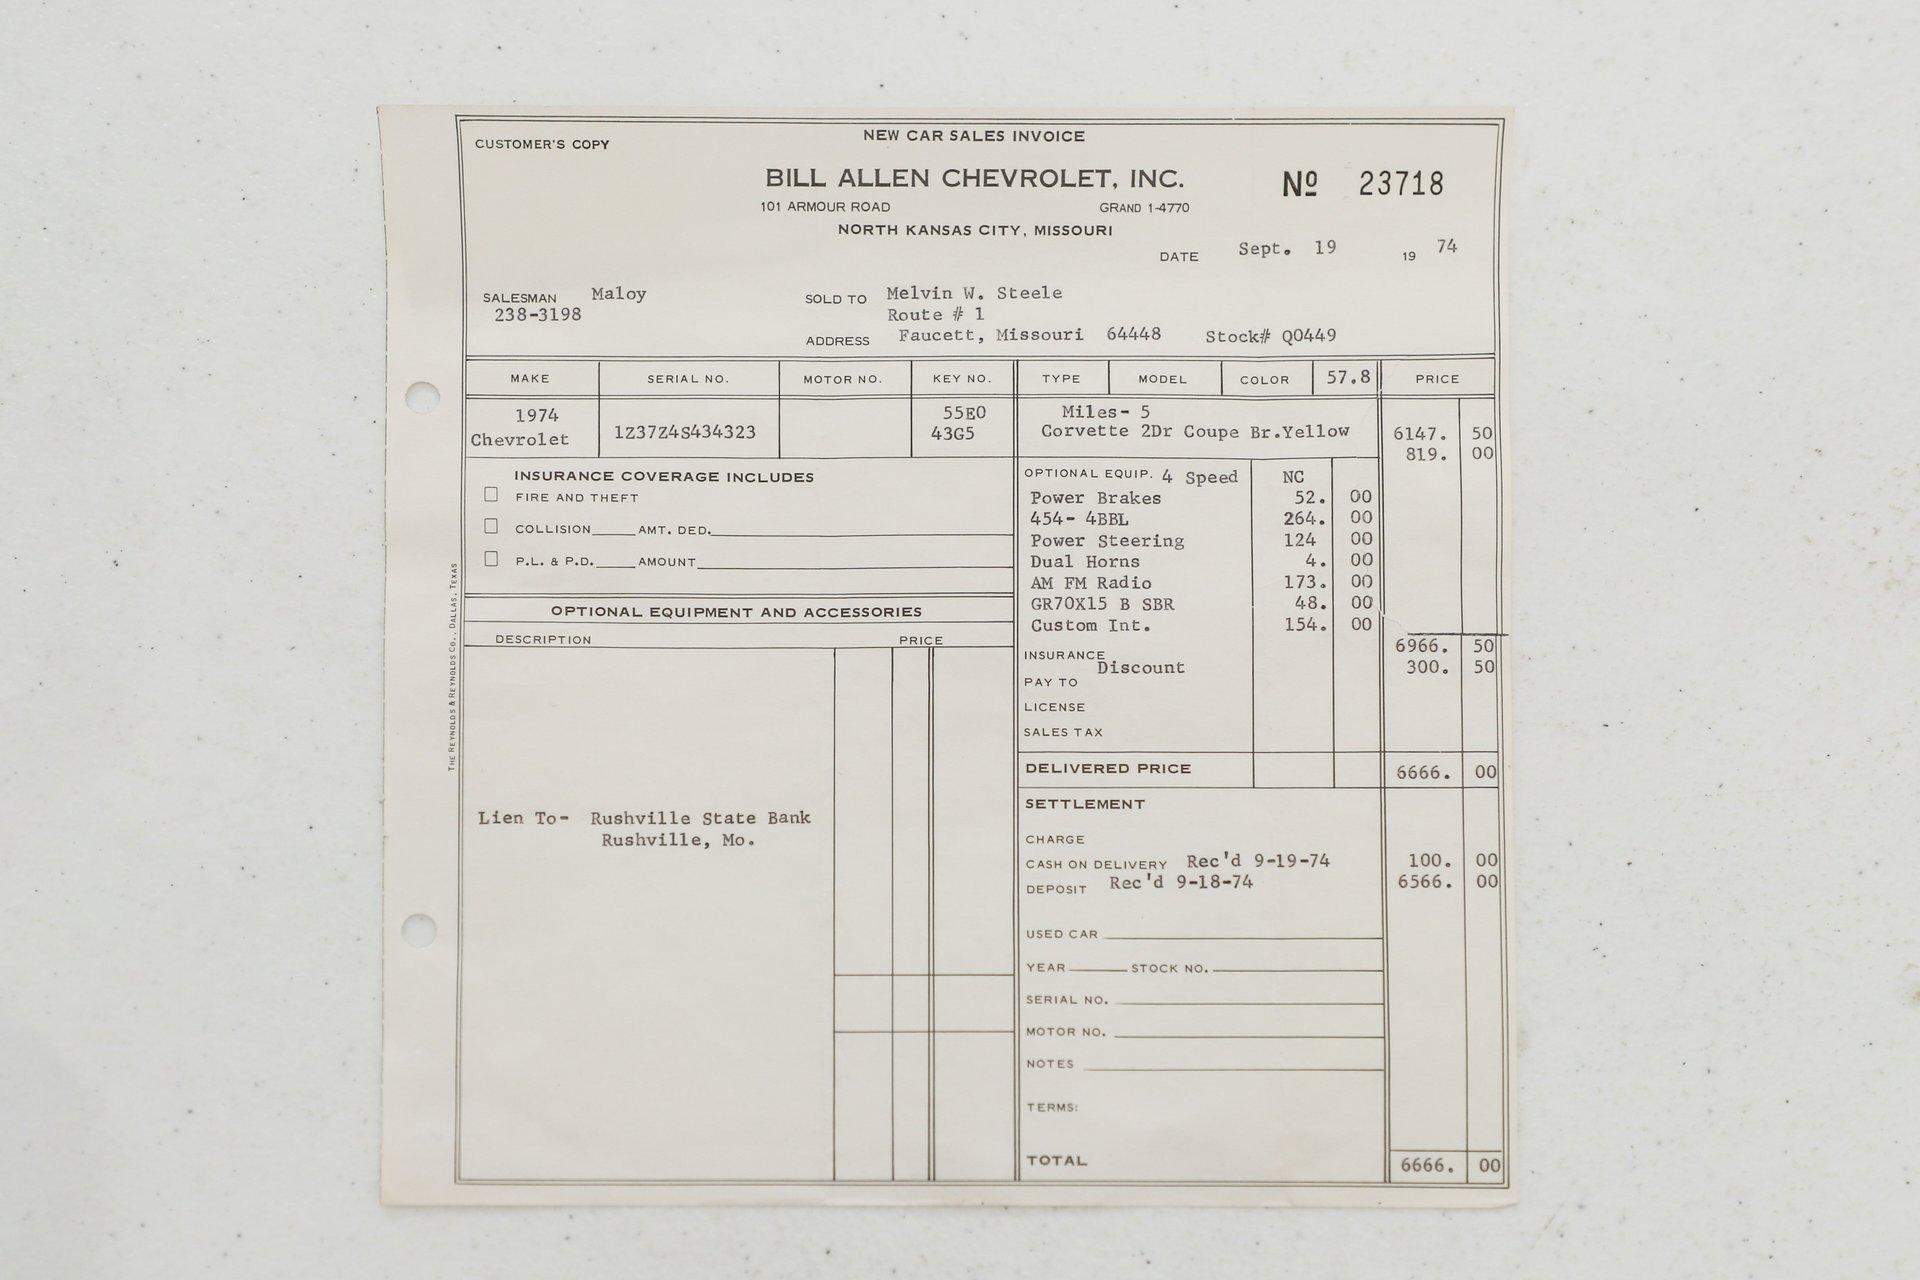 CUSTOMER'S COPY
NEW CAR SALES INVOICE
BILL ALLEN CHEVROLET, INC.
Nº 23718
101 ARMOUR ROAD GRAND 1-4770
NORTH KANSAS CITY, MISSOURI
DATE Sept. 19 19 74
SALESMAN Maloy
238-3198
SOLD TO Melvin W. Steele
Route # 1
ADDRESS Faucett, Missouri 64448 Stock# Q0449
MAKE SERIAL NO. MOTOR NO. KEY NO. TYPE MODEL COLOR 57.8 PRICE
1974 55E0 Miles- 5
Chevrolet 1Z37Z4S434323 43G5 Corvette 2Dr Coupe Br.Yellow 6147. 50
819. 00
INSURANCE COVERAGE INCLUDES
FIRE AND THEFT
COLLISION AMT. DED.
P.L. & P.D. AMOUNT
OPTIONAL EQUIPMENT AND ACCESSORIES
DESCRIPTION PRICE
Lien To- Rushville State Bank
Rushville, Mo.
OPTIONAL EQUIP. 4 Speed NC
Power Brakes 52. 00
454- 4BBL 264. 00
Power Steering 124 00
Dual Horns 4. 00
AM FM Radio 173. 00
GR70X15 B SBR 48. 00
Custom Int. 154. 00
6966. 50
INSURANCE
Discount 300. 50
PAY TO
LICENSE
SALES TAX
DELIVERED PRICE 6666. 00
SETTLEMENT
CHARGE
CASH ON DELIVERY Rec'd 9-19-74 100. 00
DEPOSIT Rec'd 9-18-74 6566. 00
USED CAR
YEAR STOCK NO.
SERIAL NO.
MOTOR NO.
NOTES
TERMS:
TOTAL 6666. 00
THE REYNOLDS & REYNOLDS CO., DALLAS, TEXAS